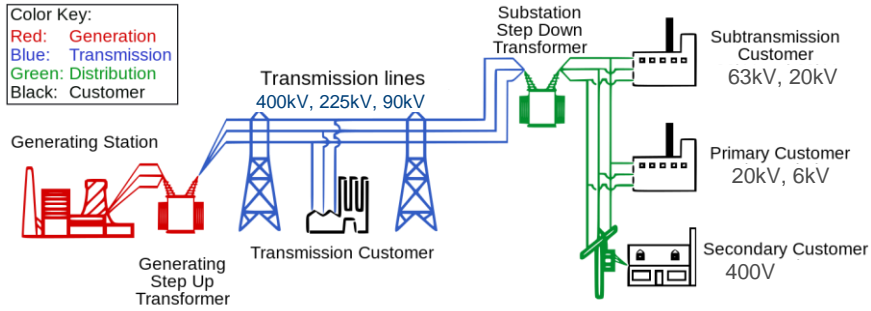 Color Key:
Red: Generation
Blue: Transmission
Green: Distribution
Black: Customer
Generating Station
Generating
Step Up
Transformer
Transmission lines
400kV, 225kV, 90kV
Transmission Customer
Substation
Step Down
Transformer
Subtransmission
Customer
63kV, 20kV
Primary Customer
20kV, 6kV
Secondary Customer
400V